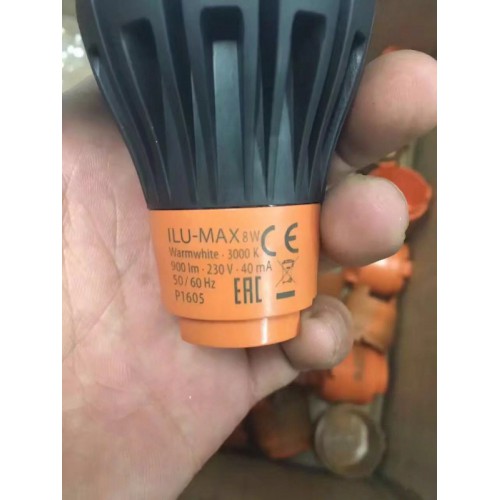 ILU-MAX 8W
Warmwhite - 3000 K
900 lm - 230 V - 40 mA
50 / 60 Hz
P1605
CE
EAC